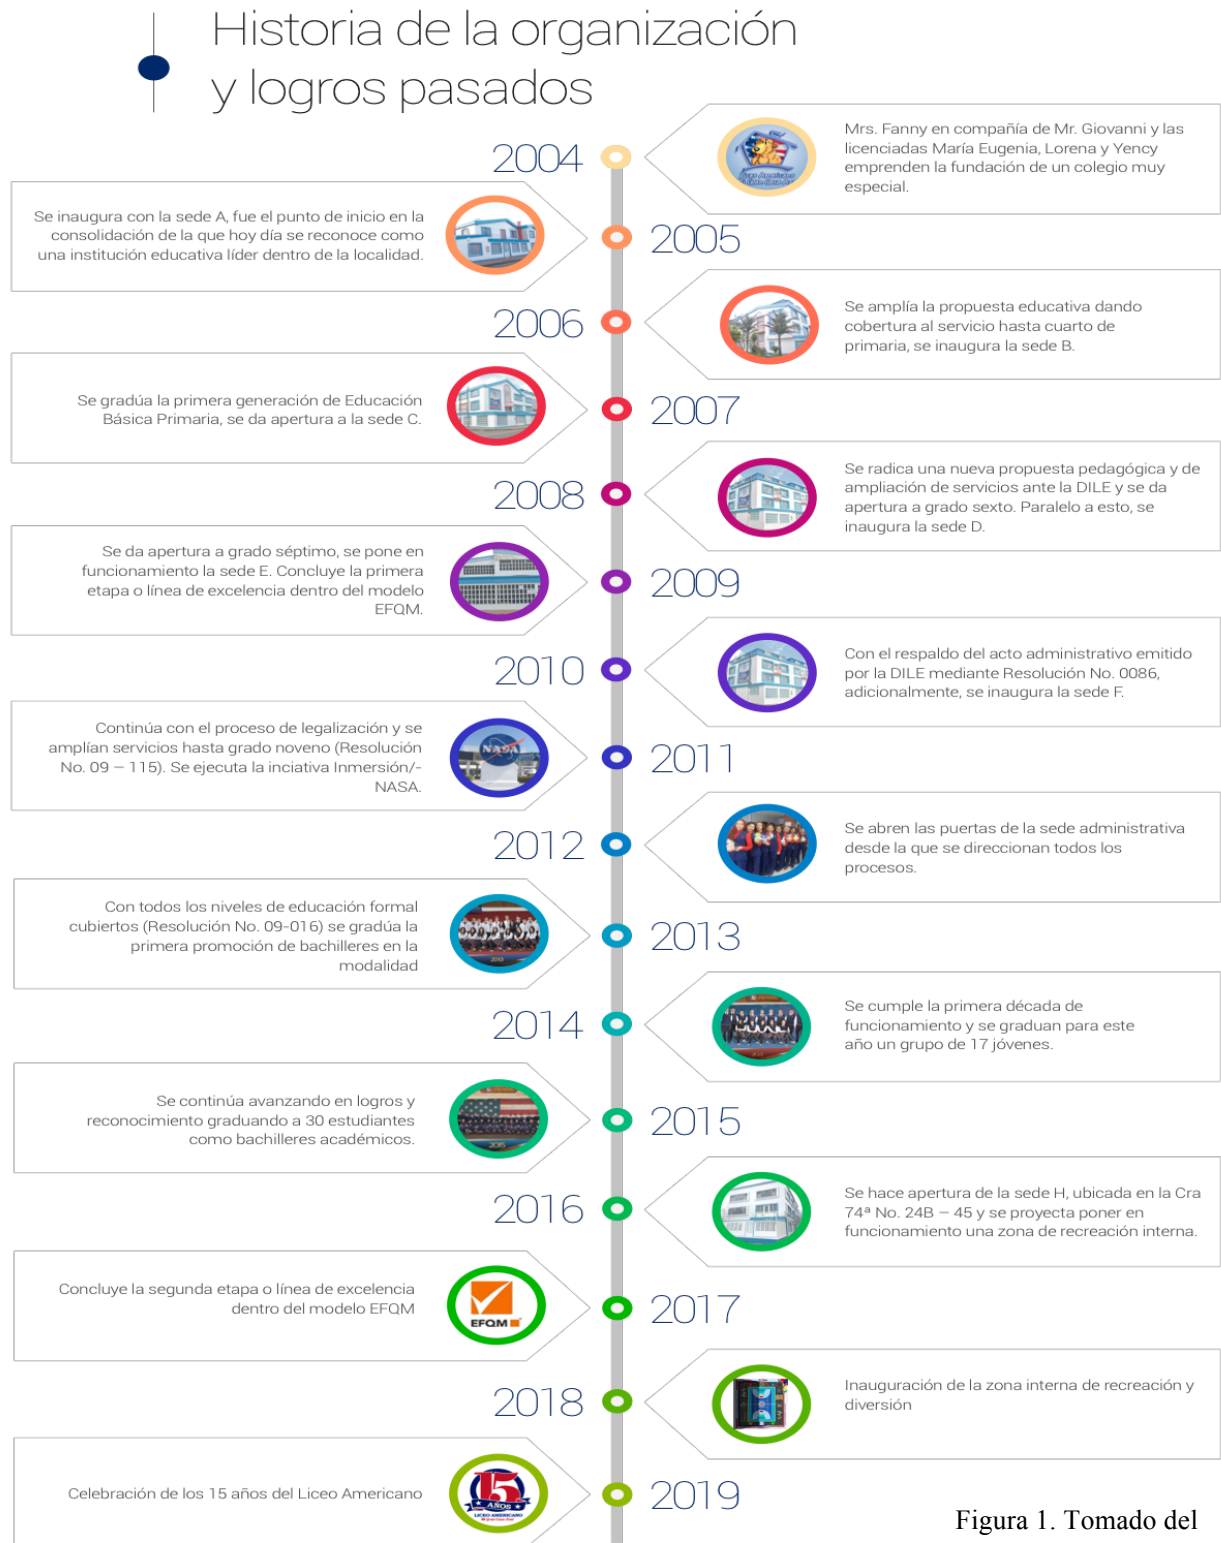 Historia de la organización
y logros pasados
2004
Mrs. Fanny en compañía de Mr. Giovanni y las
licenciadas María Eugenia, Lorena y Yency
emprenden la fundación de un colegio muy
especial.
Se inaugura con la sede A, fue el punto de inicio en la
consolidación de la que hoy día se reconoce como
una institución educativa líder dentro de la localidad.
2005
2006
Se amplía la propuesta educativa dando
cobertura al servicio hasta cuarto de
primaria, se inaugura la sede B.
Se gradúa la primera generación de Educación
Básica Primaria, se da apertura a la sede C.
2007
2008
Se radica una nueva propuesta pedagógica y de
ampliación de servicios ante la DILE y se da
apertura a grado sexto. Paralelo a esto, se
inaugura la sede D.
Se da apertura a grado séptimo, se pone en
funcionamiento la sede E. Concluye la primera
etapa o línea de excelencia dentro del modelo
EFQM.
2009
2010
Con el respaldo del acto administrativo emitido
por la DILE mediante Resolución No. 0086,
adicionalmente, se inaugura la sede F.
Continúa con el proceso de legalización y se
amplían servicios hasta grado noveno (Resolución
No. 09 – 115). Se ejecuta la inciativa Inmersión/-
NASA.
NASA
2011
2012
Se abren las puertas de la sede administrativa
desde la que se direccionan todos los
procesos.
Con todos los niveles de educación formal
cubiertos (Resolución No. 09-016) se gradúa la
primera promoción de bachilleres en la
modalidad
2013
2013
2014
Se cumple la primera década de
funcionamiento y se graduan para este
año un grupo de 17 jóvenes.
Se continúa avanzando en logros y
reconocimiento graduando a 30 estudiantes
como bachilleres académicos.
2015
2015
2016
Se hace apertura de la sede H, ubicada en la Cra
74ª No. 24B – 45 y se proyecta poner en
funcionamiento una zona de recreación interna.
Concluye la segunda etapa o línea de excelencia
dentro del modelo EFQM
EFQM
2017
2018
Inauguración de la zona interna de recreación y
diversión
Celebración de los 15 años del Liceo Americano
15
AÑOS
LICEO AMERICANO
2019
Figura 1. Tomado del